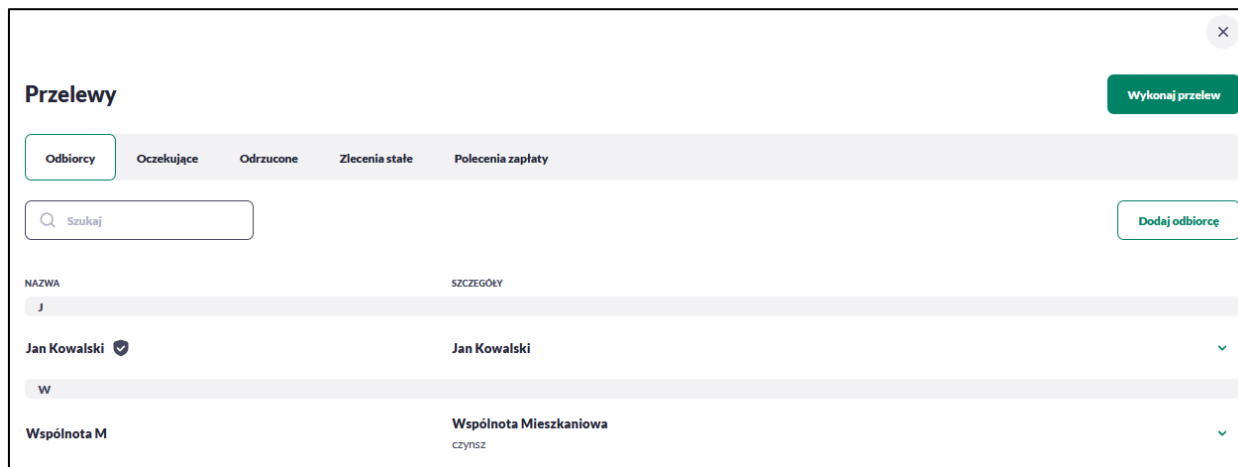 Przelewy
Wykonaj przelew
Odbiorcy Oczekujące Odrzucone Zlecenia stałe Polecenia zapłaty
Szukaj
Dodaj odbiorcę
NAZWA SZCZEGÓŁY
J
Jan Kowalski Jan Kowalski
W
Wspólnota M Wspólnota Mieszkaniowa
czynsz